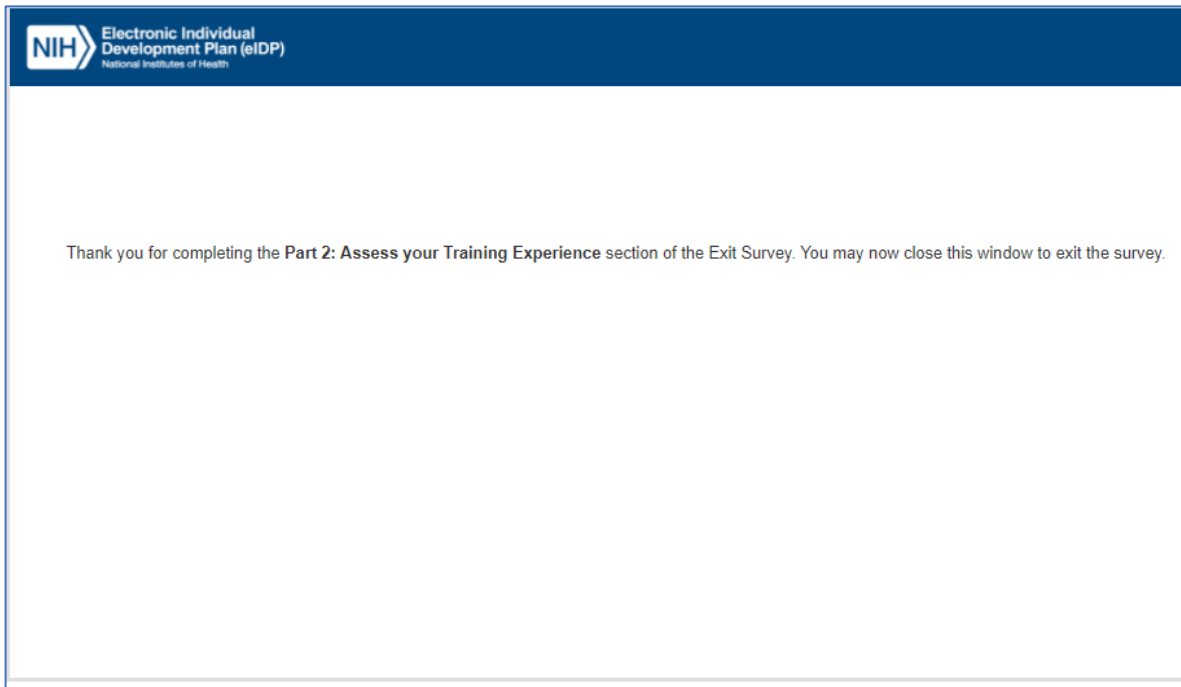 NIH
Electronic Individual
Development Plan (eIDP)
National Institutes of Health
Thank you for completing the Part 2: Assess your Training Experience section of the Exit Survey. You may now close this window to exit the survey.